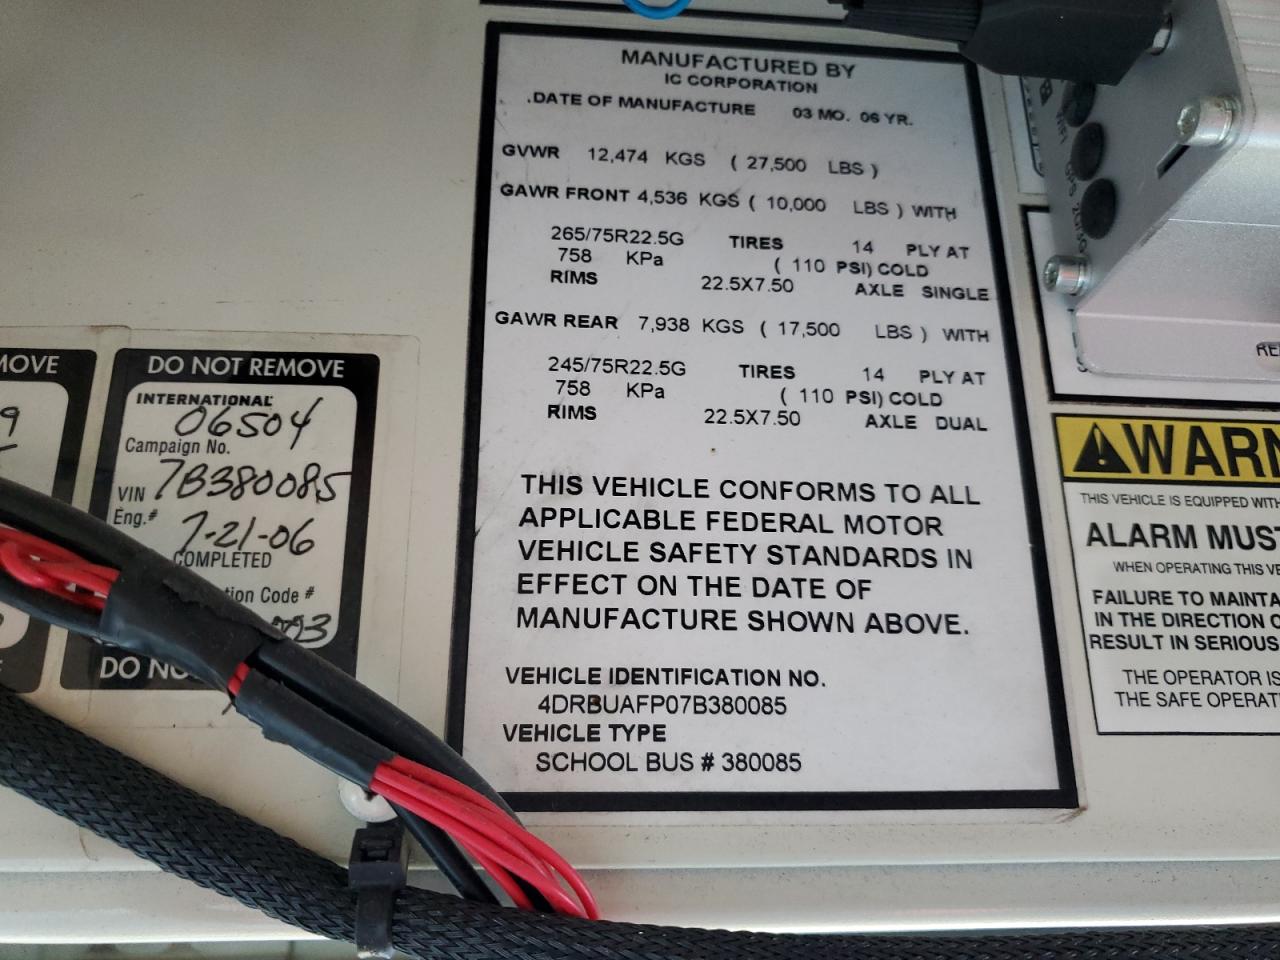 MANUFACTURED BY
IC CORPORATION
.DATE OF MANUFACTURE 03 MO. 06 YR.
GVWR 12,474 KGS ( 27,500 LBS )
GAWR FRONT 4,536 KGS ( 10,000 LBS ) WITH
265/75R22.5G TIRES 14 PLY AT
758 KPa ( 110 PSI) COLD
RIMS 22.5X7.50 AXLE SINGLE
GAWR REAR 7,938 KGS ( 17,500 LBS ) WITH
245/75R22.5G TIRES 14 PLY AT
758 KPa ( 110 PSI) COLD
RIMS 22.5X7.50 AXLE DUAL
THIS VEHICLE CONFORMS TO ALL
APPLICABLE FEDERAL MOTOR
VEHICLE SAFETY STANDARDS IN
EFFECT ON THE DATE OF
MANUFACTURE SHOWN ABOVE.
VEHICLE IDENTIFICATION NO.
4DRBUAFP07B380085
VEHICLE TYPE
SCHOOL BUS # 380085
MOVE
9
DO NOT REMOVE
INTERNATIONAL
06504
Campaign No.
VIN 7B380085
Eng.#
7-21-06
COMPLETED
tion Code #
DO NO
WIFI
GPS
WARN
THIS VEHICLE IS EQUIPPED WITH
ALARM MUST
WHEN OPERATING THIS VE
FAILURE TO MAINTA
IN THE DIRECTION O
RESULT IN SERIOUS
THE OPERATOR IS
THE SAFE OPERAT